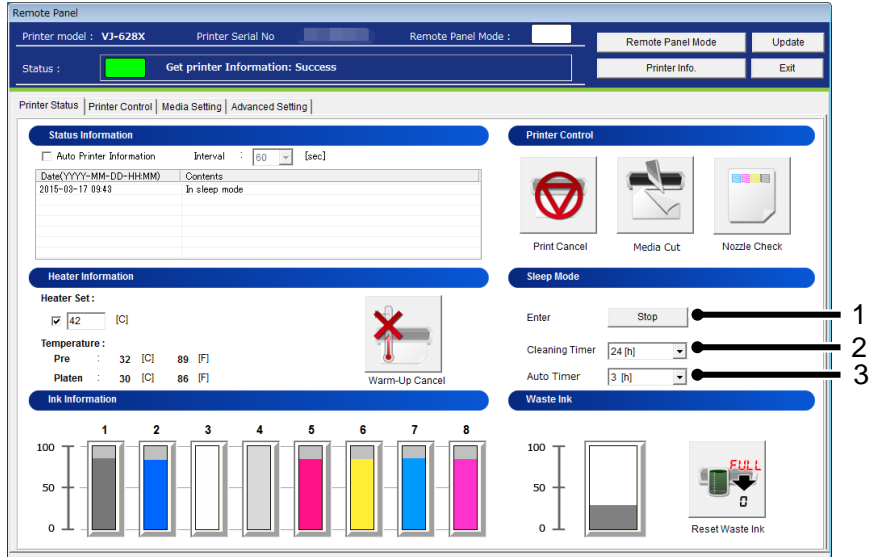 Remote Panel
Printer model : VJ-628X Printer Serial No Remote Panel Mode :
Remote Panel Mode Update
Status : Get printer Information: Success
Printer Info. Exit
Printer Status Printer Control Media Setting Advanced Setting
Status Information
Auto Printer Information Interval : 60 [sec]
Date(YYYY-MM-DD-HH:MM) Contents
2015-03-17 09:43 In sleep mode
Printer Control
Print Cancel Media Cut Nozzle Check
Heater Information
Heater Set :
42 [C]
Temperature :
Pre : 32 [C] 89 [F]
Platen : 30 [C] 86 [F]
Warm-Up Cancel
Sleep Mode
Enter Stop 1
Cleaning Timer 24 [h] 2
Auto Timer 3 [h] 3
Ink Information
1 2 3 4 5 6 7 8
100
50
0
Waste Ink
100
50
0
FULL
0
Reset Waste Ink